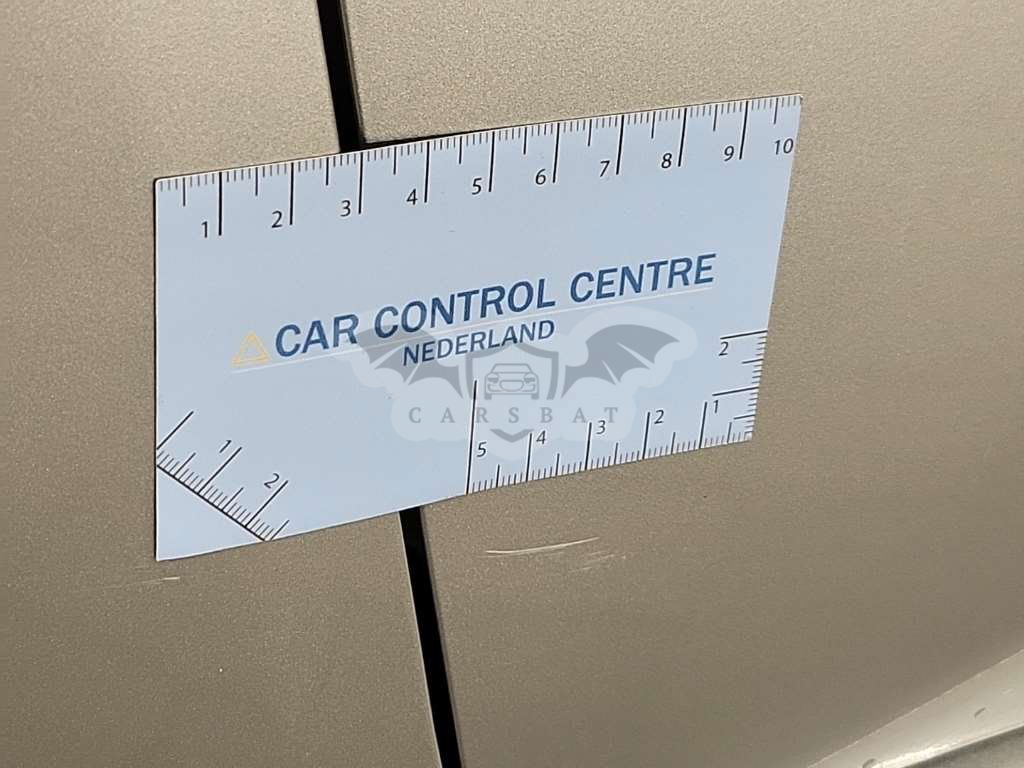 1 2 3 4 5 6 7 8 9 10
CAR CONTROL CENTRE
NEDERLAND
CARSBAT
2
1
5 4 3 2 1
1 2